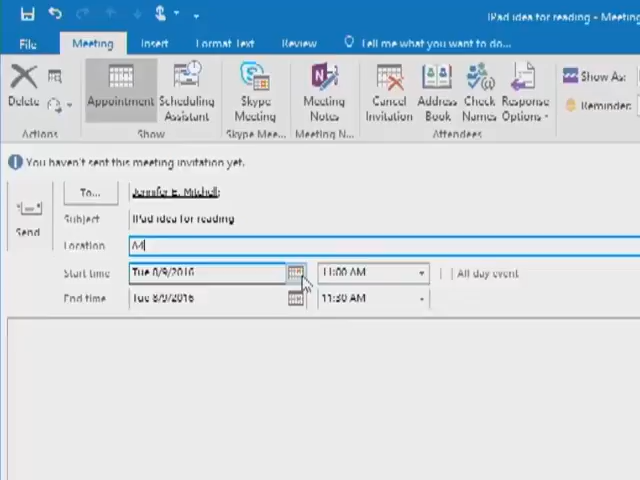 IPad idea for reading - Meeting
File Meeting Insert Format Text Review Tell me what you want to do...
Delete Appointment Scheduling Assistant Skype Meeting Meeting Notes Cancel Invitation Address Book Check Names Response Options Show As: Reminder:
Actions Show Skype Mee... Meeting N... Attendees
You haven't sent this meeting invitation yet.
To... Jennifer E. Mitchell;
Subject IPad idea for reading
Send
Location A4
Start time Tue 8/9/2016 11:00 AM All day event
End time Tue 8/9/2016 11:30 AM